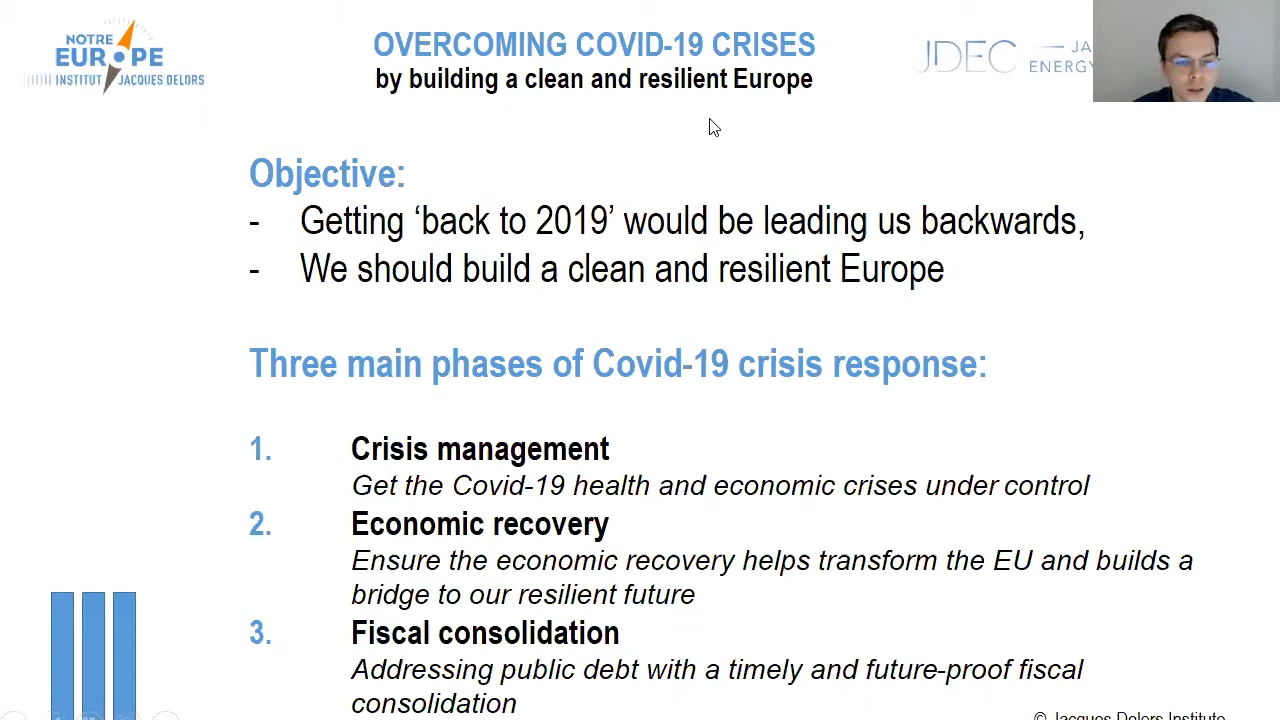 NOTRE
EUROPE
INSTITUT JACQUES DELORS
OVERCOMING COVID-19 CRISES
by building a clean and resilient Europe
JDEC
JA
ENERGY
Objective:
- Getting ‘back to 2019’ would be leading us backwards,
- We should build a clean and resilient Europe
Three main phases of Covid-19 crisis response:
1. Crisis management
Get the Covid-19 health and economic crises under control
2. Economic recovery
Ensure the economic recovery helps transform the EU and builds a
bridge to our resilient future
3. Fiscal consolidation
Addressing public debt with a timely and future-proof fiscal
consolidation
© Jacques Delors Institute